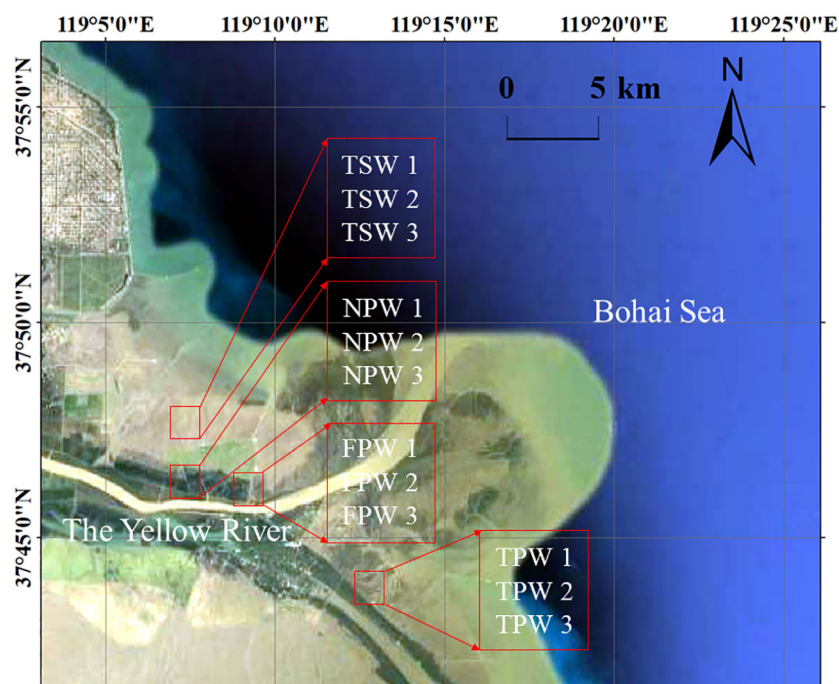 119°5'0"E 119°10'0"E 119°15'0"E 119°20'0"E 119°25'0"E
N
0 5 km
37°55'0"N
TSW 1
TSW 2
TSW 3
NPW 1
NPW 2
NPW 3
Bohai Sea
37°50'0"N
FPW 1
FPW 2
FPW 3
The Yellow River
37°45'0"N
TPW 1
TPW 2
TPW 3